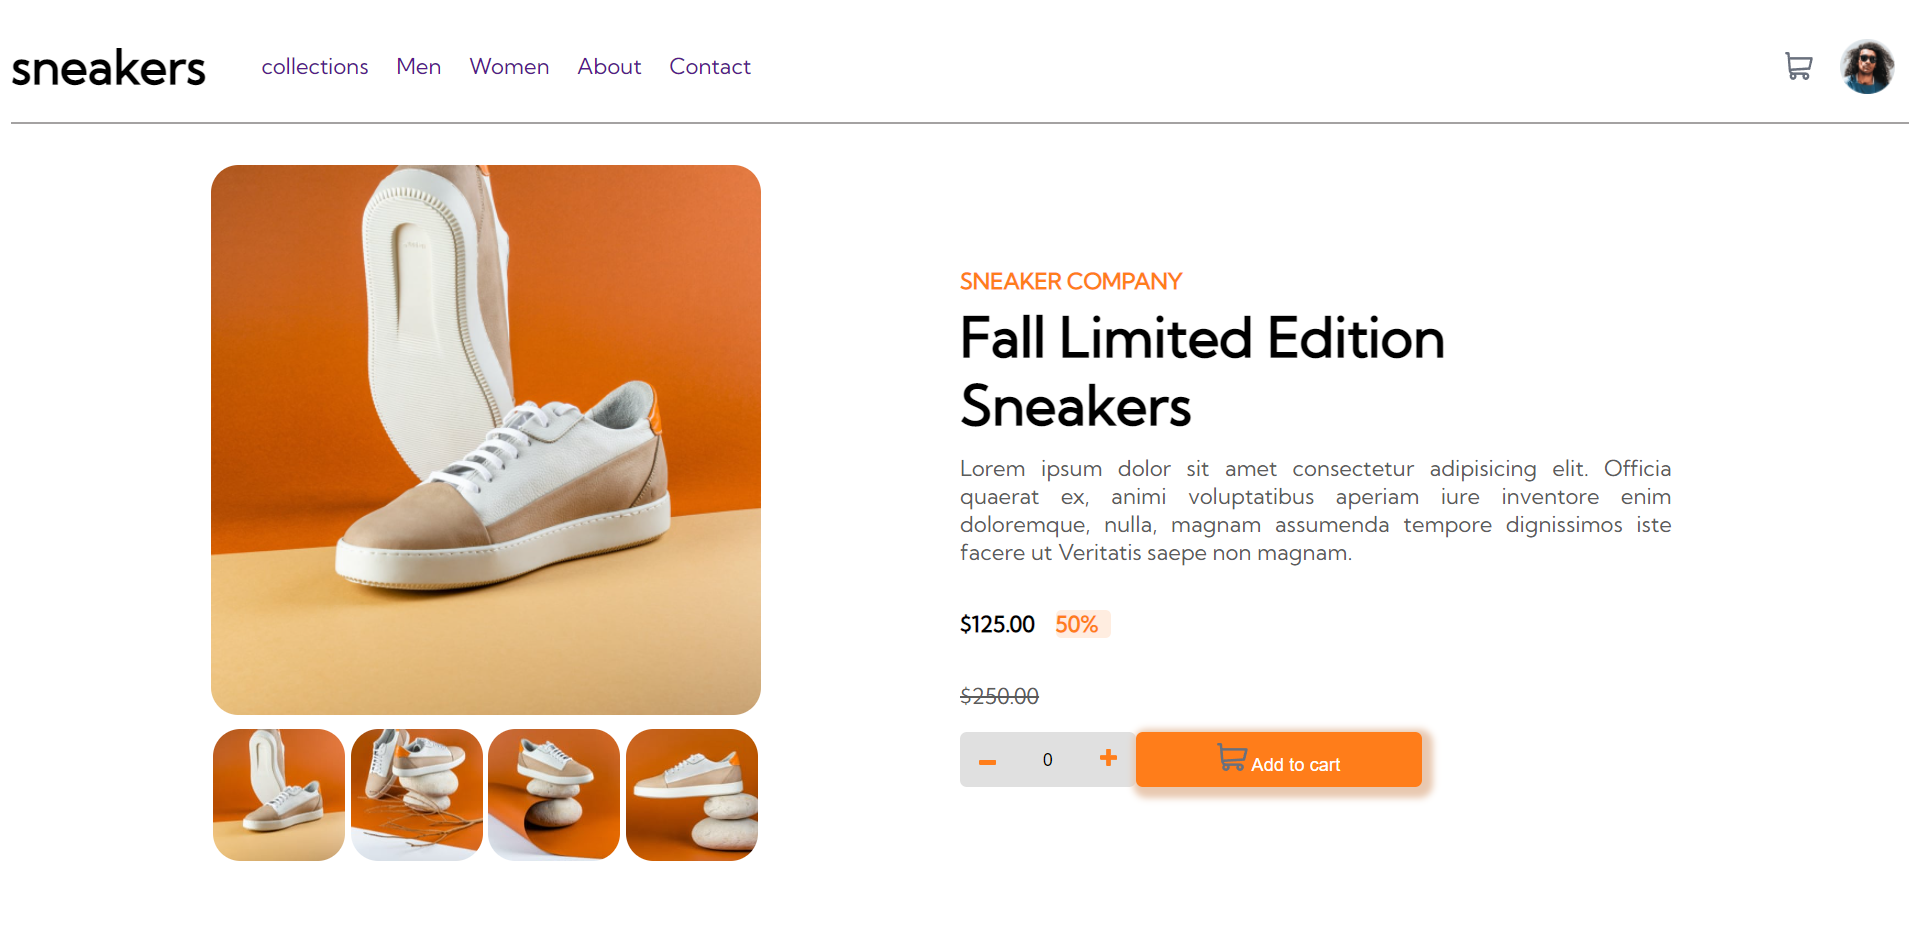 sneakers
collections Men Women About Contact
SNEAKER COMPANY
Fall Limited Edition
Sneakers
Lorem ipsum dolor sit amet consectetur adipisicing elit. Officia
quaerat ex, animi voluptatibus aperiam iure inventore enim
doloremque, nulla, magnam assumenda tempore dignissimos iste
facere ut Veritatis saepe non magnam.
$125.00 50%
$250.00
0 Add to cart